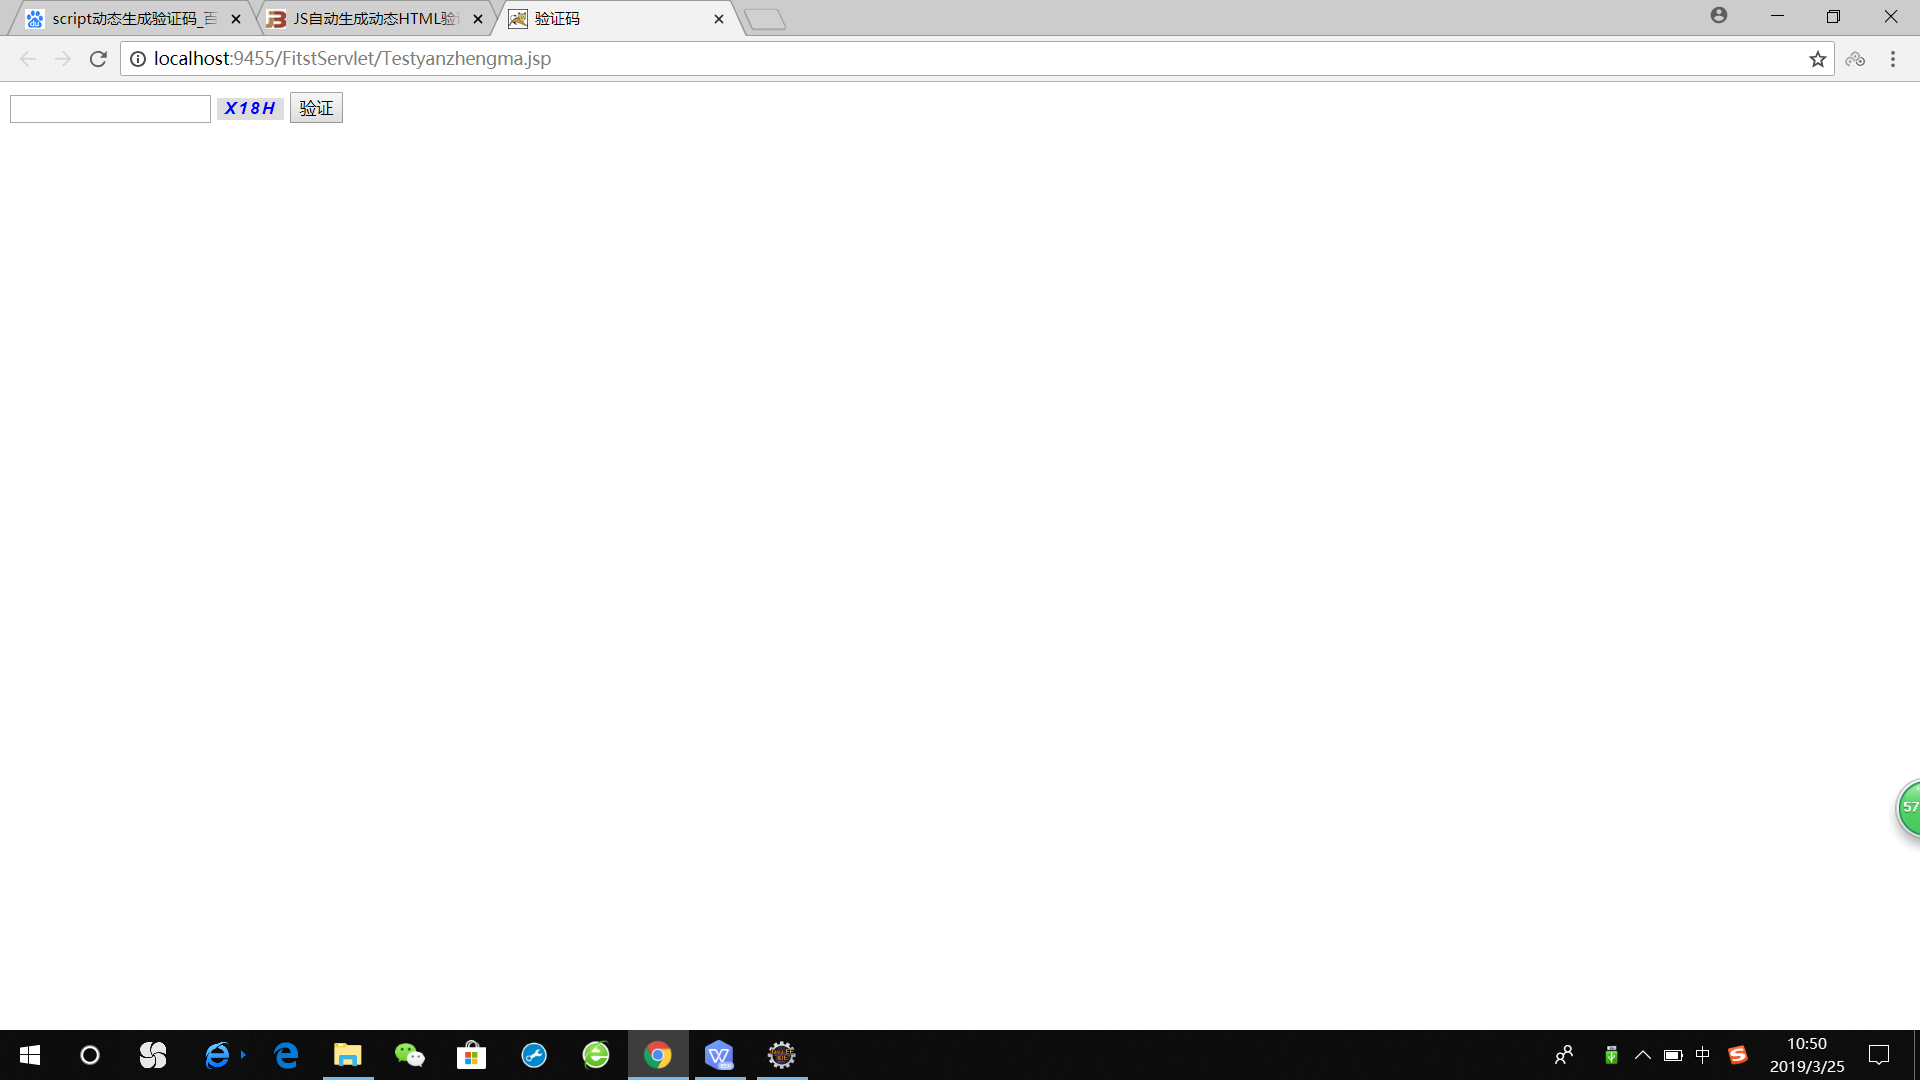 script动态生成验证码_百
JS自动生成动态HTML验
验证码
localhost:9455/FitstServlet/Testyanzhengma.jsp
X18H
验证
57
中
10:50
2019/3/25